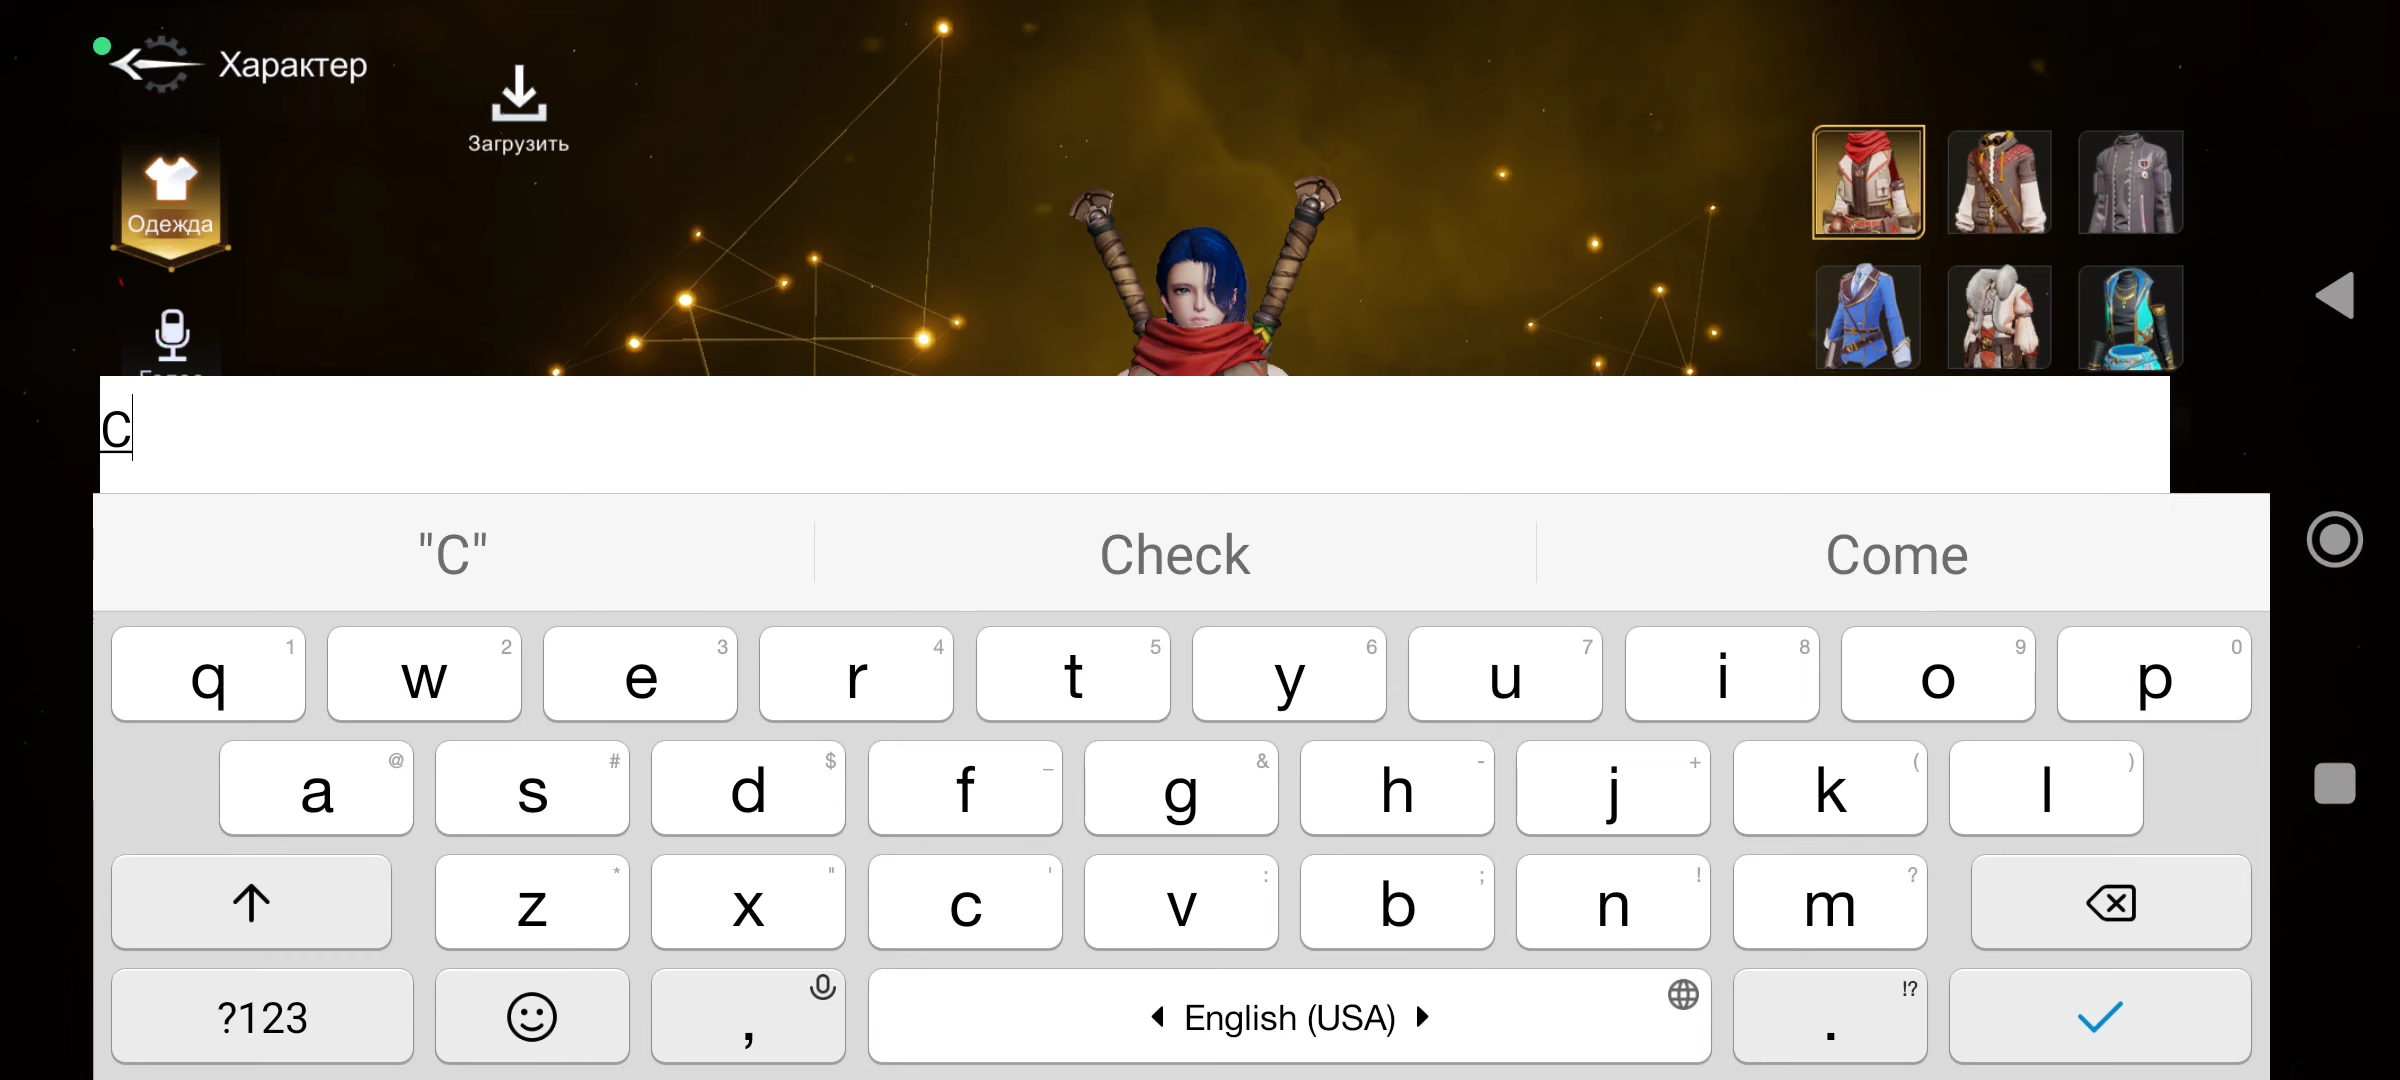 Характер
Загрузить
Одежда
C
"C" Check Come
1 2 3 4 5 6 7 8 9 0
q w e r t y u i o p
@ # $ _ & - + ( )
a s d f g h j k l
* " ' : ; ! ?
z x c v b n m
!?
?123 , English (USA) .